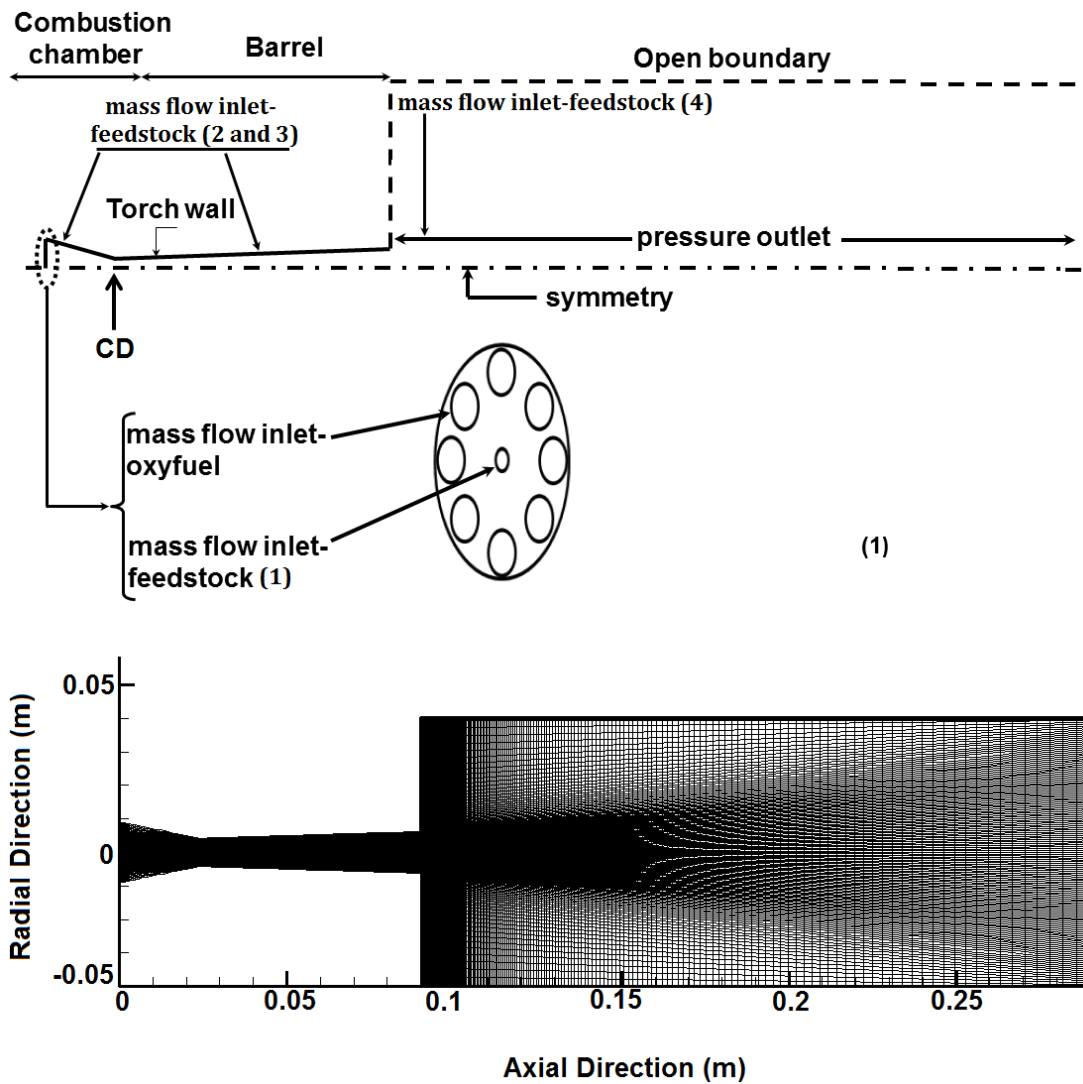 Combustion
chamber
Barrel
Open boundary
mass flow inlet-
feedstock (2 and 3)
mass flow inlet-feedstock (4)
Torch wall
pressure outlet
symmetry
CD
mass flow inlet-
oxyfuel
mass flow inlet-
feedstock (1)
(1)
0.05
0
-0.05
Radial Direction (m)
0
0.05
0.1
0.15
0.2
0.25
Axial Direction (m)